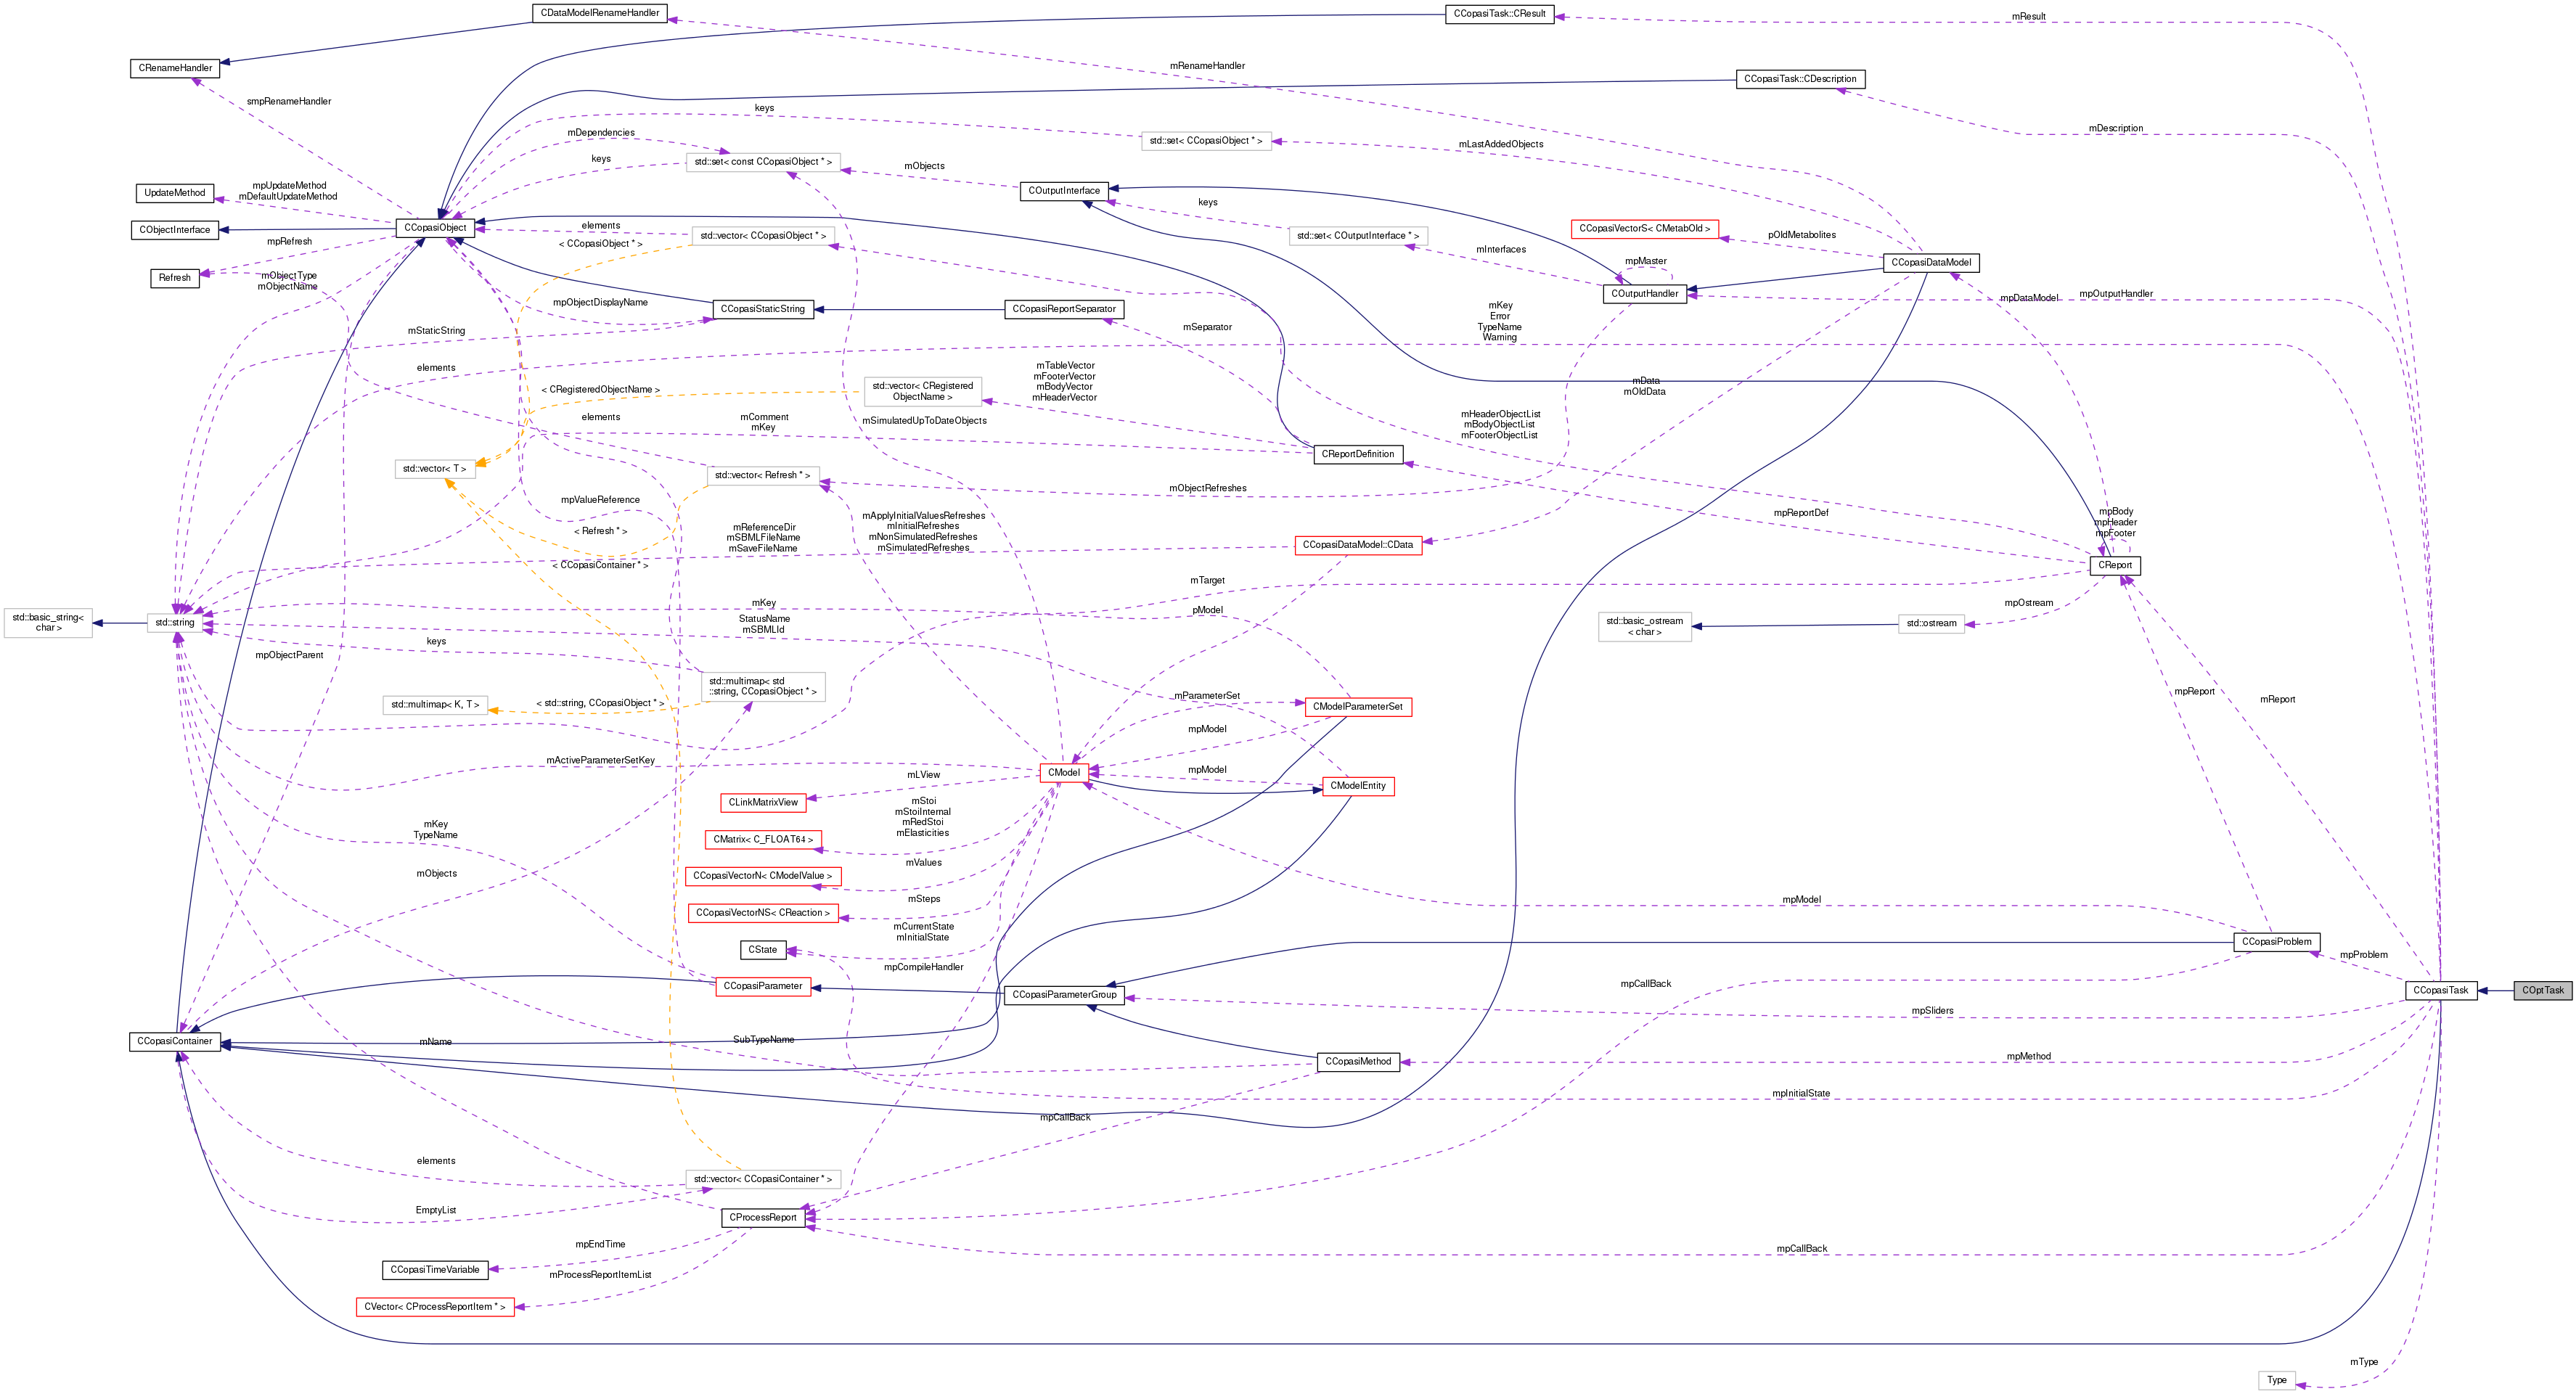 CDataModelRenameHandler
CCopasiTask::CResult
mResult
CRenameHandler
mRenameHandler
CCopasiTask::CDescription
smpRenameHandler
keys
mDescription
mDependencies
std::set< CCopasiObject * >
mLastAddedObjects
keys
std::set< const CCopasiObject * >
mObjects
UpdateMethod
mpUpdateMethod
mDefaultUpdateMethod
COutputInterface
keys
CObjectInterface
CCopasiObject
elements
std::vector< CCopasiObject * >
< CCopasiObject * >
std::set< COutputInterface * >
mInterfaces
CCopasiVectorS< CMetabOld >
pOldMetabolites
CCopasiDataModel
mpRefresh
Refresh
mObjectType
mObjectName
mpMaster
COutputHandler
mpDataModel
mpOutputHandler
mpObjectDisplayName
CCopasiStaticString
CCopasiReportSeparator
mSeparator
mKey
Error
TypeName
Warning
mStaticString
elements
mTableVector
mFooterVector
mBodyVector
mHeaderVector
std::vector< CRegistered
ObjectName >
< CRegisteredObjectName >
mData
mOldData
mHeaderObjectList
mBodyObjectList
mFooterObjectList
elements
mComment
mKey
mSimulatedUpToDateObjects
CReportDefinition
std::vector< T >
std::vector< Refresh * >
mObjectRefreshes
mpValueReference
mApplyInitialValuesRefreshes
mInitialRefreshes
mNonSimulatedRefreshes
mSimulatedRefreshes
mpReportDef
mpBody
mpHeader
mpFooter
< Refresh * >
mReferenceDir
mSBMLFileName
mSaveFileName
CCopasiDataModel::CData
< CCopasiContainer * >
CReport
mTarget
std::basic_string<
char >
std::string
mKey
StatusName
mSBMLId
pModel
mpOstream
std::basic_ostream
< char >
std::ostream
keys
mpObjectParent
std::multimap< std
::string, CCopasiObject * >
std::multimap< K, T >
< std::string, CCopasiObject * >
mParameterSet
CModelParameterSet
mpReport
mReport
mpModel
mActiveParameterSetKey
CModel
mpModel
CModelEntity
mLView
CLinkMatrixView
mStoi
mStoiInternal
mRedStoi
mElasticities
CMatrix< C_FLOAT64 >
mKey
TypeName
mValues
CCopasiVectorN< CModelValue >
mObjects
mSteps
CCopasiVectorNS< CReaction >
mpModel
mCurrentState
mInitialState
CState
CCopasiProblem
mpProblem
mpCompileHandler
mpCallBack
CCopasiParameter
CCopasiParameterGroup
CCopasiTask
COptTask
mpSliders
CCopasiContainer
mName
SubTypeName
CCopasiMethod
mpMethod
mpInitialState
mpCallBack
elements
std::vector< CCopasiContainer * >
EmptyList
CProcessReport
mpEndTime
mpCallBack
CCopasiTimeVariable
mProcessReportItemList
CVector< CProcessReportItem * >
mType
Type